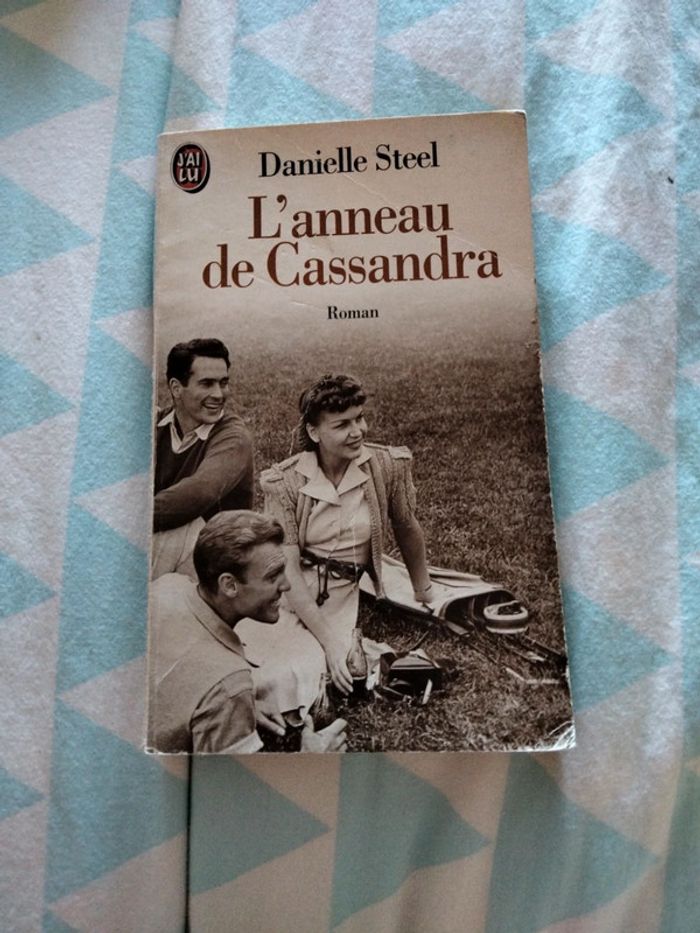 J'AI
LU
Danielle Steel
L'anneau
de Cassandra
Roman